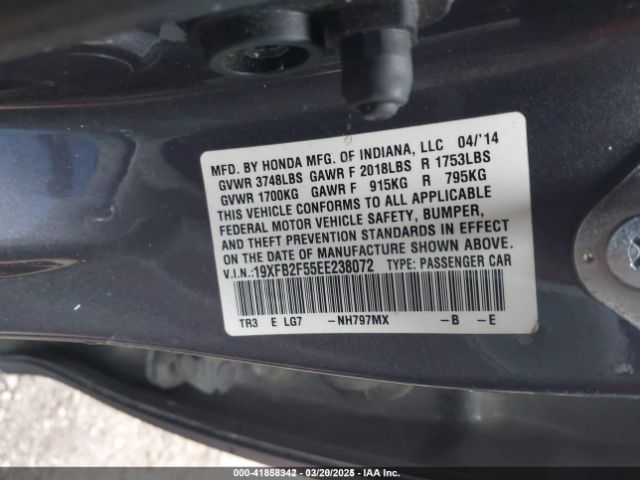 MFD. BY HONDA MFG. OF INDIANA, LLC 04/'14
GVWR 3748LBS GAWR F 2018LBS R 1753LBS
GVWR 1700KG GAWR F 915KG R 795KG
THIS VEHICLE CONFORMS TO ALL APPLICABLE
FEDERAL MOTOR VEHICLE SAFETY, BUMPER,
AND THEFT PREVENTION STANDARDS IN EFFECT
ON THE DATE OF MANUFACTURE SHOWN ABOVE.
V.I.N.:19XFB2F55EE238072 TYPE: PASSENGER CAR
TR3 E LG7 -NH797MX -B -E
000-41858342 - 03/20/2025 - IAA Inc.